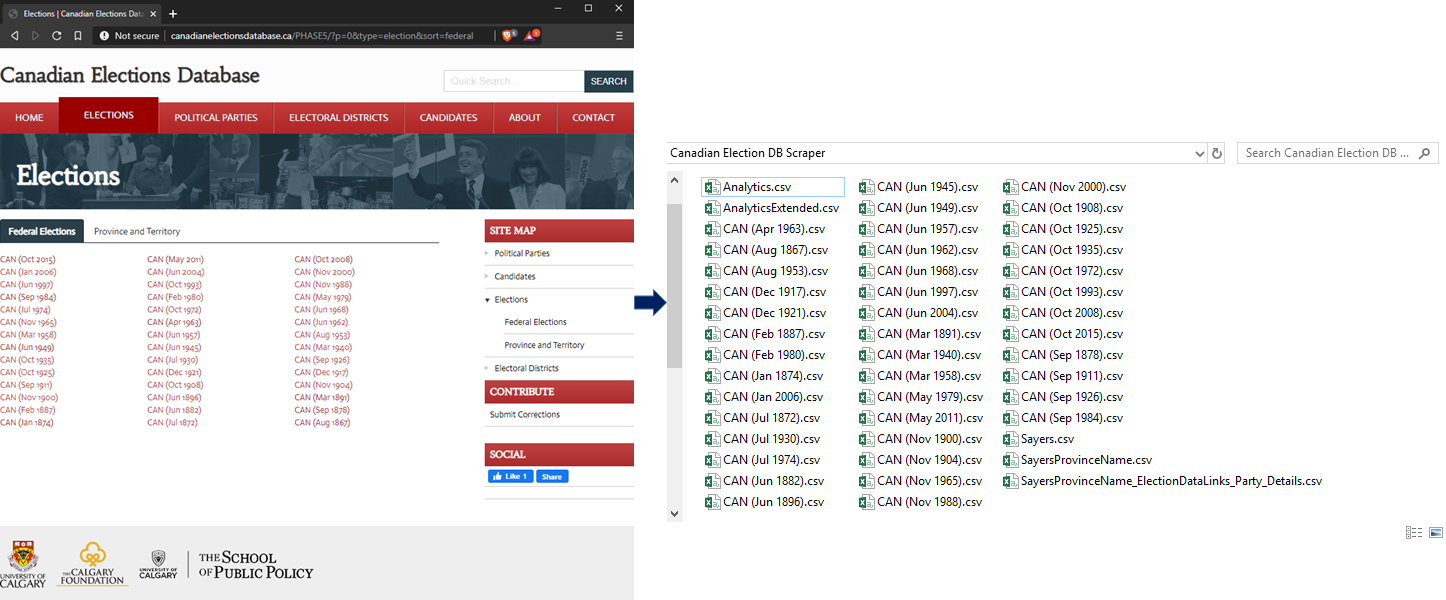 Elections | Canadian Elections Data
Not secure | canadianelectionsdatabase.ca/PHASE5/?p=0&type=election&sort=federal
Canadian Elections Database
Quick Search...
SEARCH
HOME
ELECTIONS
POLITICAL PARTIES
ELECTORAL DISTRICTS
CANDIDATES
ABOUT
CONTACT
Elections
Federal Elections
Province and Territory
CAN (Oct 2015) CAN (May 2011) CAN (Oct 2008)
CAN (Jan 2006) CAN (Jun 2004) CAN (Nov 2000)
CAN (Jun 1997) CAN (Oct 1993) CAN (Nov 1988)
CAN (Sep 1984) CAN (Feb 1980) CAN (May 1979)
CAN (Jul 1974) CAN (Oct 1972) CAN (Jun 1968)
CAN (Nov 1965) CAN (Apr 1963) CAN (Jun 1962)
CAN (Mar 1958) CAN (Jun 1957) CAN (Aug 1953)
CAN (Jun 1949) CAN (Jun 1945) CAN (Mar 1940)
CAN (Oct 1935) CAN (Jul 1930) CAN (Sep 1926)
CAN (Oct 1925) CAN (Dec 1921) CAN (Dec 1917)
CAN (Sep 1911) CAN (Oct 1908) CAN (Nov 1904)
CAN (Nov 1900) CAN (Jun 1896) CAN (Mar 1891)
CAN (Feb 1887) CAN (Jun 1882) CAN (Sep 1878)
CAN (Jan 1874) CAN (Jul 1872) CAN (Aug 1867)
SITE MAP
Political Parties
Candidates
Elections
Federal Elections
Province and Territory
Electoral Districts
CONTRIBUTE
Submit Corrections
SOCIAL
Like 1
Share
UNIVERSITY OF
CALGARY
THE CALGARY
FOUNDATION
UNIVERSITY OF
CALGARY
THE SCHOOL
OF PUBLIC POLICY
Canadian Election DB Scraper
Search Canadian Election DB ...
Analytics.csv
AnalyticsExtended.csv
CAN (Apr 1963).csv
CAN (Aug 1867).csv
CAN (Aug 1953).csv
CAN (Dec 1917).csv
CAN (Dec 1921).csv
CAN (Feb 1887).csv
CAN (Feb 1980).csv
CAN (Jan 1874).csv
CAN (Jan 2006).csv
CAN (Jul 1872).csv
CAN (Jul 1930).csv
CAN (Jul 1974).csv
CAN (Jun 1882).csv
CAN (Jun 1896).csv
CAN (Jun 1945).csv
CAN (Jun 1949).csv
CAN (Jun 1957).csv
CAN (Jun 1962).csv
CAN (Jun 1968).csv
CAN (Jun 1997).csv
CAN (Jun 2004).csv
CAN (Mar 1891).csv
CAN (Mar 1940).csv
CAN (Mar 1958).csv
CAN (May 1979).csv
CAN (May 2011).csv
CAN (Nov 1900).csv
CAN (Nov 1904).csv
CAN (Nov 1965).csv
CAN (Nov 1988).csv
CAN (Nov 2000).csv
CAN (Oct 1908).csv
CAN (Oct 1925).csv
CAN (Oct 1935).csv
CAN (Oct 1972).csv
CAN (Oct 1993).csv
CAN (Oct 2008).csv
CAN (Oct 2015).csv
CAN (Sep 1878).csv
CAN (Sep 1911).csv
CAN (Sep 1926).csv
CAN (Sep 1984).csv
Sayers.csv
SayersProvinceName.csv
SayersProvinceName_ElectionDataLinks_Party_Details.csv